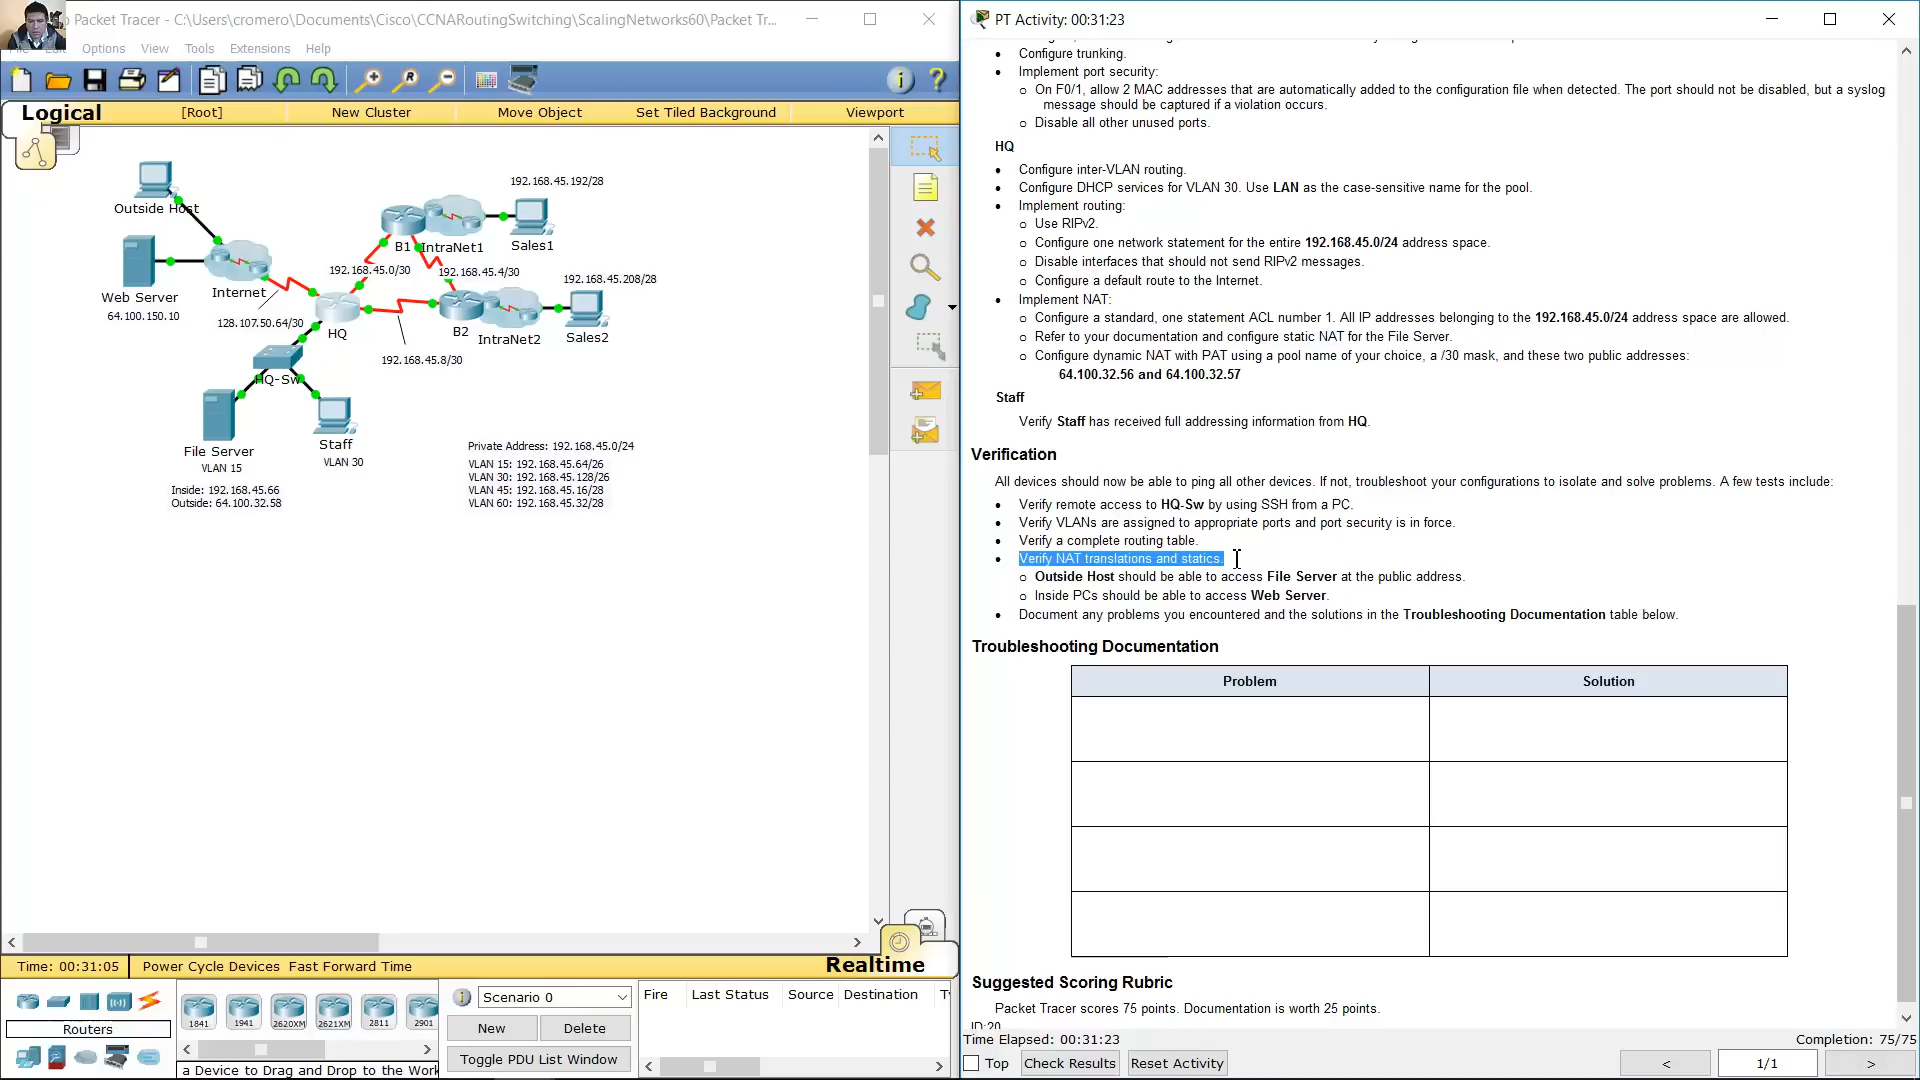 Packet Tracer - C:\Users\cromero\Documents\Cisco\CCNARoutingSwitching\ScalingNetworks60\Packet Tr...
Options View Tools Extensions Help
Logical [Root] New Cluster Move Object Set Tiled Background Viewport
192.168.45.192/28
Outside Host
B1 IntraNet1 Sales1
192.168.45.0/30 192.168.45.4/30 192.168.45.208/28
Web Server Internet
64.100.150.10
128.107.50.64/30 HQ B2 IntraNet2 Sales2
192.168.45.8/30
HQ-Sw
File Server Staff
VLAN 15 VLAN 30
Inside: 192.168.45.66
Outside: 64.100.32.58
Private Address: 192.168.45.0/24
VLAN 15: 192.168.45.64/26
VLAN 30: 192.168.45.128/26
VLAN 45: 192.168.45.16/28
VLAN 60: 192.168.45.32/28
Realtime
Time: 00:31:05 Power Cycle Devices Fast Forward Time
Routers
1841 1941 2620XM 2621XM 2811 2901
a Device to Drag and Drop to the Work
Scenario 0
New Delete
Toggle PDU List Window
Fire Last Status Source Destination
PT Activity: 00:31:23
Configure trunking.
Implement port security:
On F0/1, allow 2 MAC addresses that are automatically added to the configuration file when detected. The port should not be disabled, but a syslog
message should be captured if a violation occurs.
Disable all other unused ports.
HQ
Configure inter-VLAN routing.
Configure DHCP services for VLAN 30. Use LAN as the case-sensitive name for the pool.
Implement routing:
Use RIPv2.
Configure one network statement for the entire 192.168.45.0/24 address space.
Disable interfaces that should not send RIPv2 messages.
Configure a default route to the Internet.
Implement NAT:
Configure a standard, one statement ACL number 1. All IP addresses belonging to the 192.168.45.0/24 address space are allowed.
Refer to your documentation and configure static NAT for the File Server.
Configure dynamic NAT with PAT using a pool name of your choice, a /30 mask, and these two public addresses:
64.100.32.56 and 64.100.32.57
Staff
Verify Staff has received full addressing information from HQ.
Verification
All devices should now be able to ping all other devices. If not, troubleshoot your configurations to isolate and solve problems. A few tests include:
Verify remote access to HQ-Sw by using SSH from a PC.
Verify VLANs are assigned to appropriate ports and port security is in force.
Verify a complete routing table.
Verify NAT translations and statics.
Outside Host should be able to access File Server at the public address.
Inside PCs should be able to access Web Server.
Document any problems you encountered and the solutions in the Troubleshooting Documentation table below.
Troubleshooting Documentation
Problem Solution
Suggested Scoring Rubric
Packet Tracer scores 75 points. Documentation is worth 25 points.
ID:20
Time Elapsed: 00:31:23 Completion: 75/75
Top Check Results Reset Activity < 1/1 >